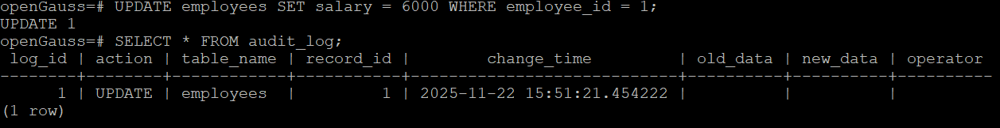 openGauss=# UPDATE employees SET salary = 6000 WHERE employee_id = 1;
UPDATE 1
openGauss=# SELECT * FROM audit_log;
 log_id | action | table_name | record_id |        change_time         | old_data | new_data | operator
--------+--------+------------+-----------+----------------------------+----------+----------+----------
      1 | UPDATE | employees  |         1 | 2025-11-22 15:51:21.454222 |          |          |
(1 row)